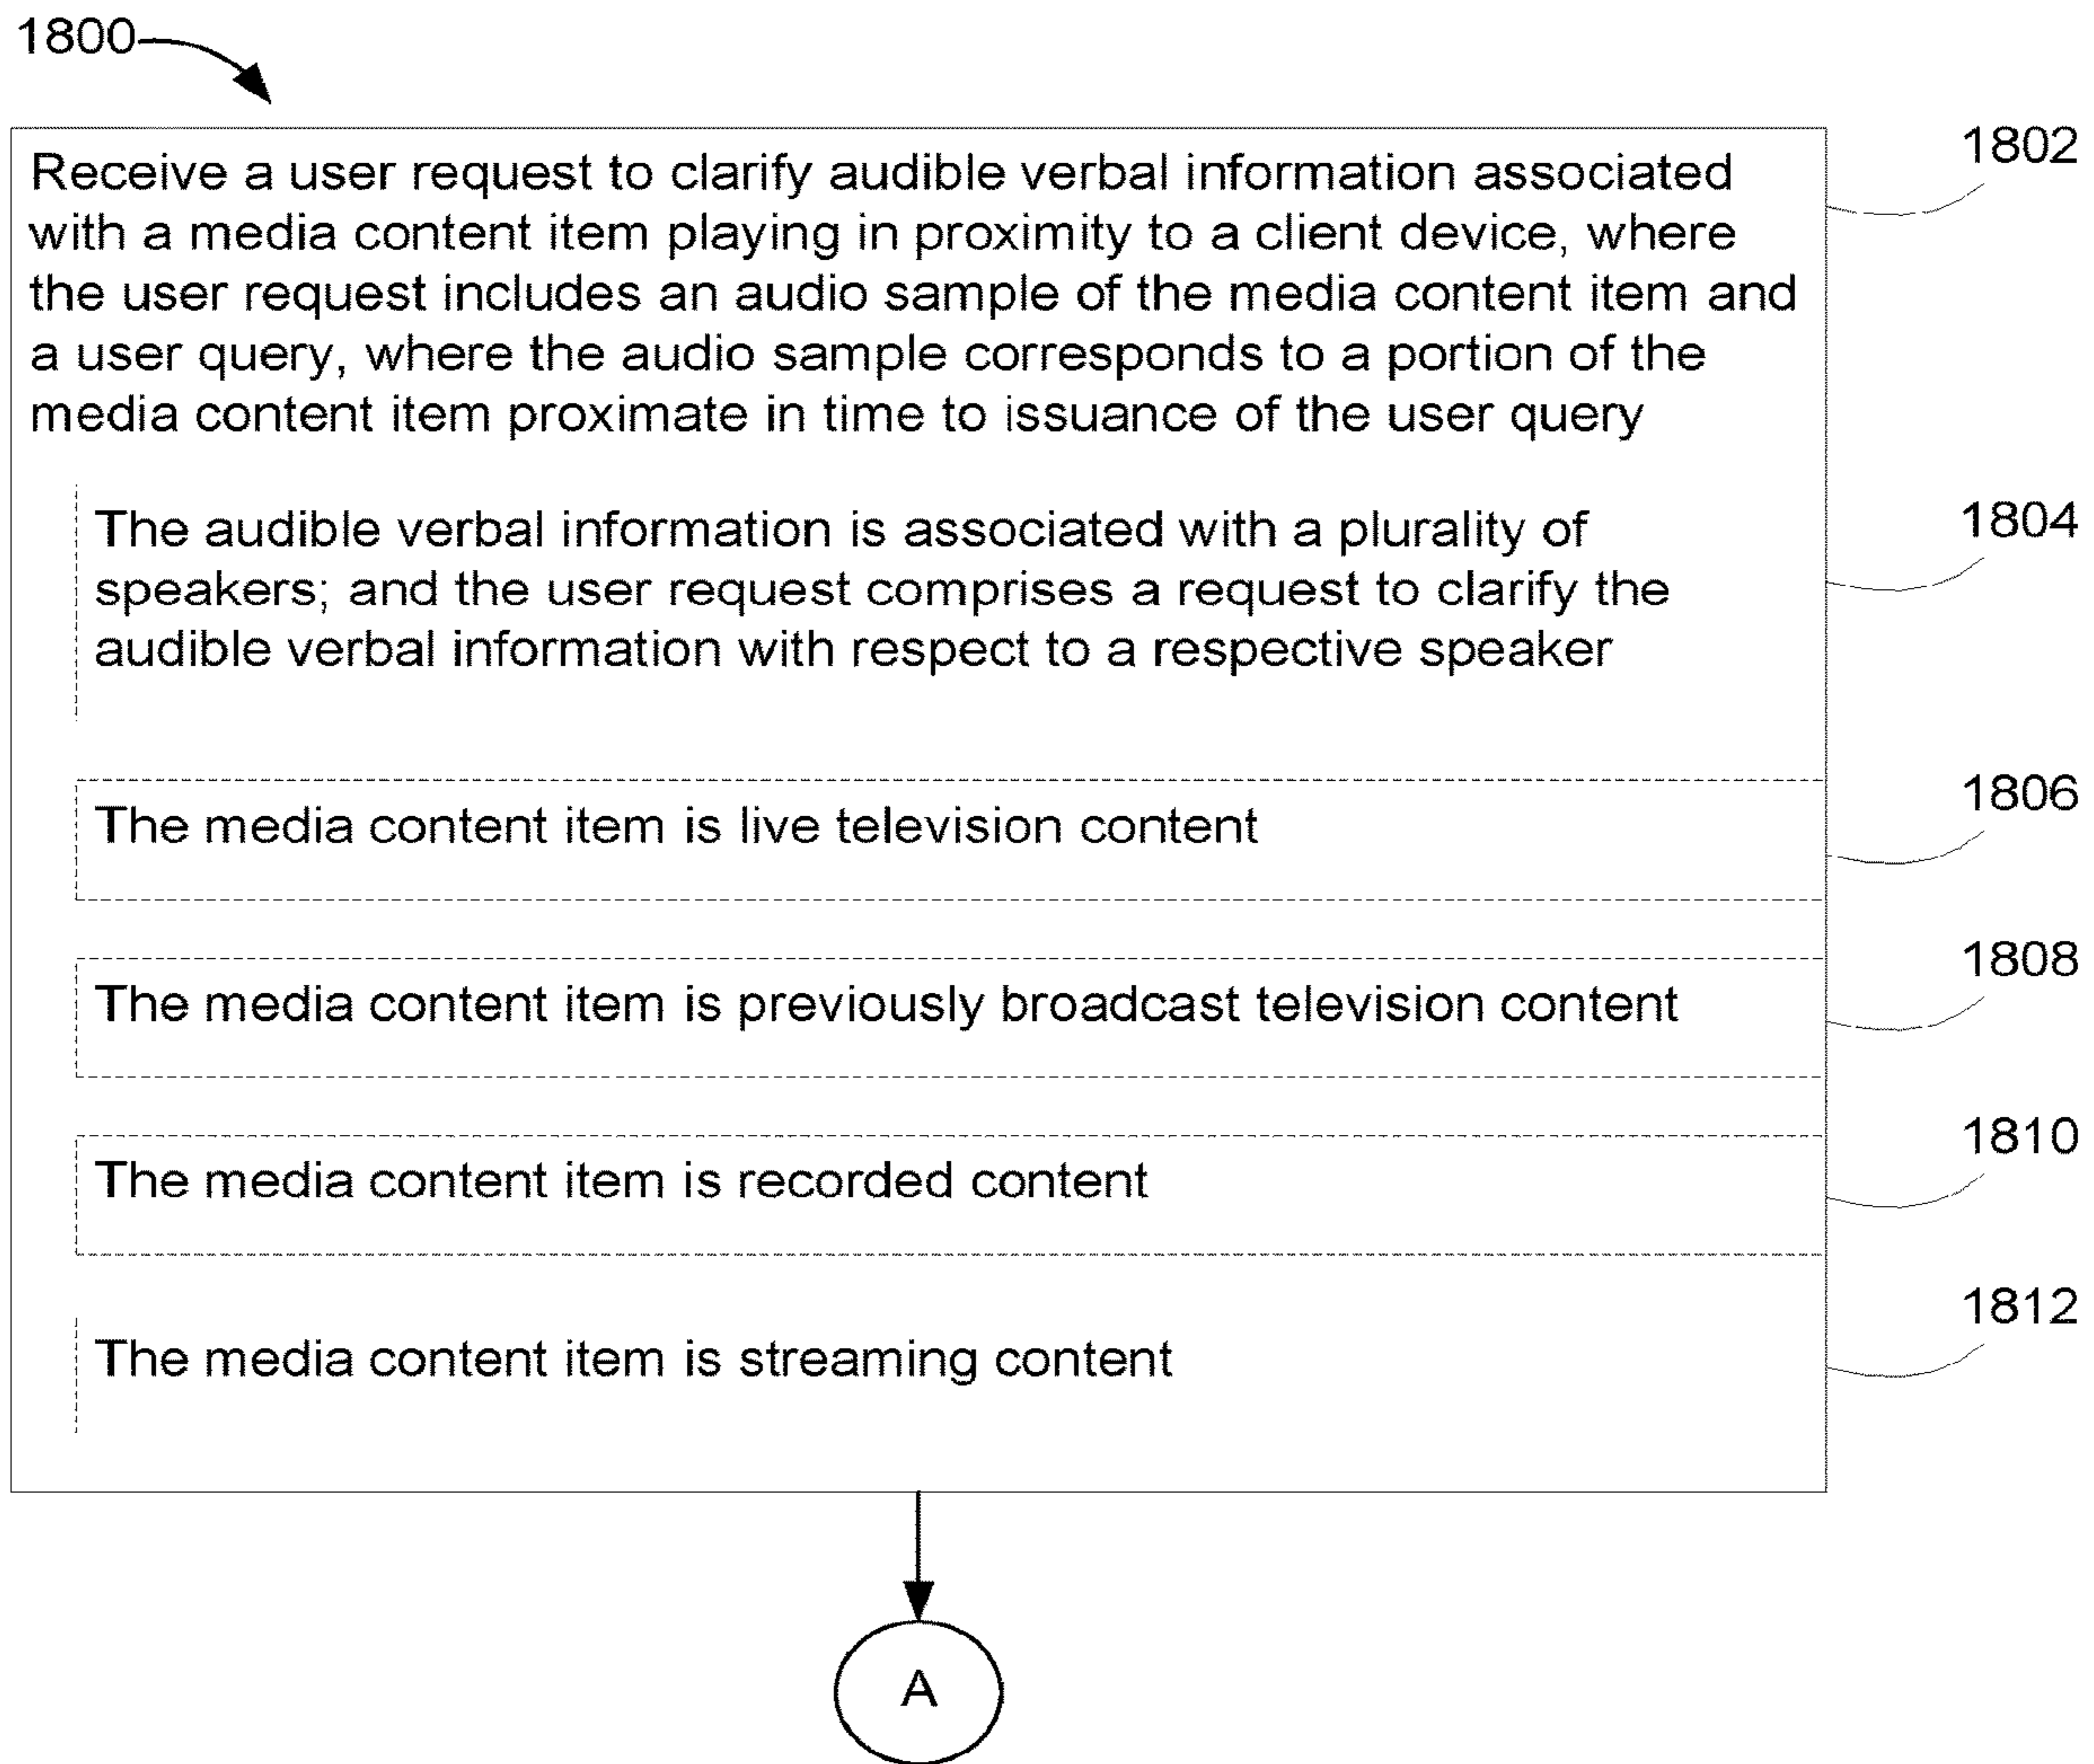 1800
1802
Receive a user request to clarify audible verbal information associated
with a media content item playing in proximity to a client device, where
the user request includes an audio sample of the media content item and
a user query, where the audio sample corresponds to a portion of the
media content item proximate in time to issuance of the user query
1804
The audible verbal information is associated with a plurality of
speakers; and the user request comprises a request to clarify the
audible verbal information with respect to a respective speaker
1806
The media content item is live television content
1808
The media content item is previously broadcast television content
1810
The media content item is recorded content
1812
The media content item is streaming content
A